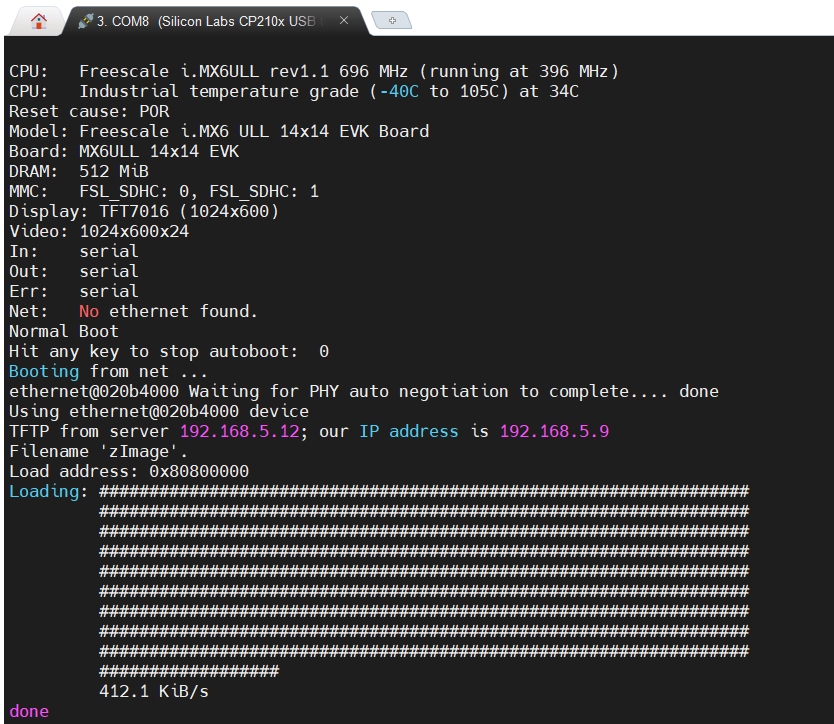 3. COM8 (Silicon Labs CP210x USB
CPU:   Freescale i.MX6ULL rev1.1 696 MHz (running at 396 MHz)
CPU:   Industrial temperature grade (-40C to 105C) at 34C
Reset cause: POR
Model: Freescale i.MX6 ULL 14x14 EVK Board
Board: MX6ULL 14x14 EVK
DRAM:  512 MiB
MMC:   FSL_SDHC: 0, FSL_SDHC: 1
Display: TFT7016 (1024x600)
Video: 1024x600x24
In:    serial
Out:   serial
Err:   serial
Net:   No ethernet found.
Normal Boot
Hit any key to stop autoboot:  0
Booting from net ...
ethernet@020b4000 Waiting for PHY auto negotiation to complete.... done
Using ethernet@020b4000 device
TFTP from server 192.168.5.12; our IP address is 192.168.5.9
Filename 'zImage'.
Load address: 0x80800000
Loading: #################################################################
         #################################################################
         #################################################################
         #################################################################
         #################################################################
         #################################################################
         #################################################################
         #################################################################
         #################################################################
         ##################
         412.1 KiB/s
done